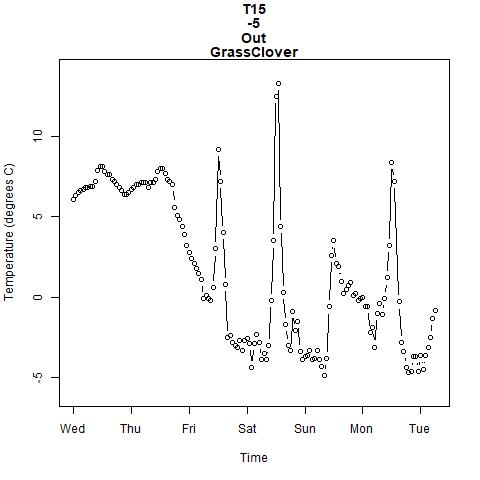 T15
-5
Out
GrassClover
Temperature (degrees C)
10
5
0
-5
Wed Thu Fri Sat Sun Mon Tue
Time